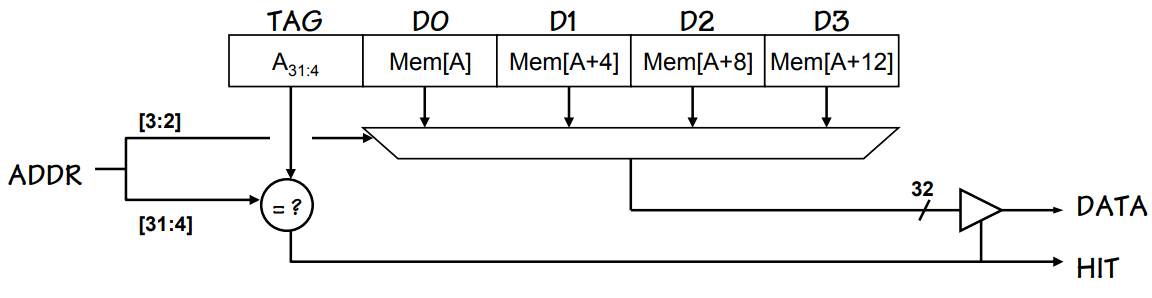 TAG D0 D1 D2 D3
A31:4 Mem[A] Mem[A+4] Mem[A+8] Mem[A+12]
[3:2]
ADDR
= ?
[31:4]
32
DATA
HIT